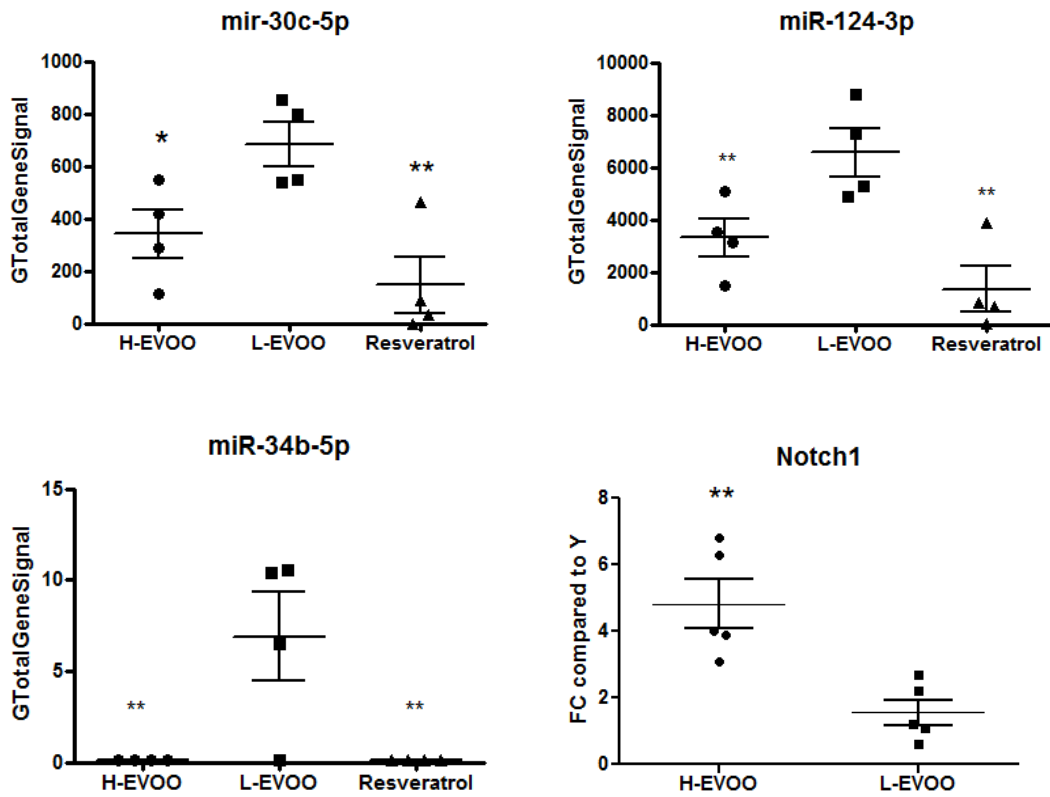 mir-30c-5p
GTotalGeneSignal
1000
800
600
400
200
0
*
**
H-EVOO L-EVOO Resveratrol
miR-124-3p
GTotalGeneSignal
10000
8000
6000
4000
2000
0
**
**
H-EVOO L-EVOO Resveratrol
miR-34b-5p
GTotalGeneSignal
15
10
5
0
** **
H-EVOO L-EVOO Resveratrol
Notch1
FC compared to Y
8
6
4
2
0
**
H-EVOO L-EVOO